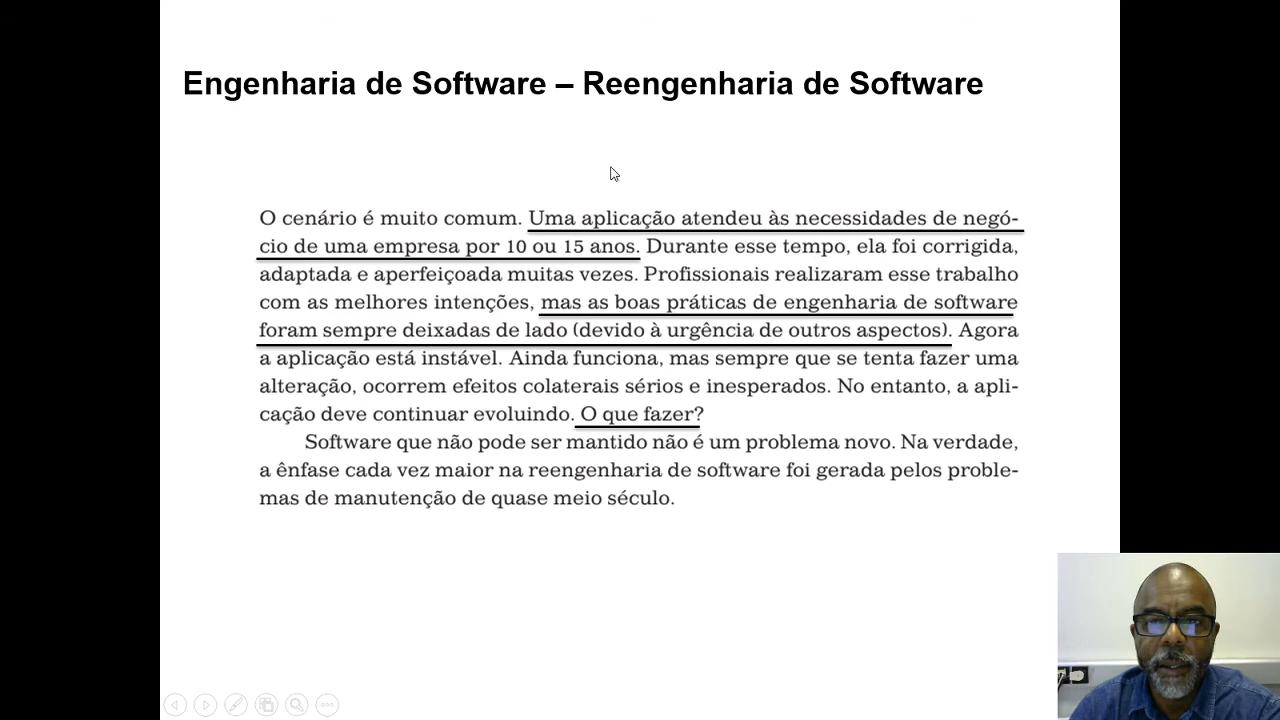 Engenharia de Software – Reengenharia de Software
O cenário é muito comum. Uma aplicação atendeu às necessidades de negó-
cio de uma empresa por 10 ou 15 anos. Durante esse tempo, ela foi corrigida,
adaptada e aperfeiçoada muitas vezes. Profissionais realizaram esse trabalho
com as melhores intenções, mas as boas práticas de engenharia de software
foram sempre deixadas de lado (devido à urgência de outros aspectos). Agora
a aplicação está instável. Ainda funciona, mas sempre que se tenta fazer uma
alteração, ocorrem efeitos colaterais sérios e inesperados. No entanto, a apli-
cação deve continuar evoluindo. O que fazer?
Software que não pode ser mantido não é um problema novo. Na verdade,
a ênfase cada vez maior na reengenharia de software foi gerada pelos proble-
mas de manutenção de quase meio século.